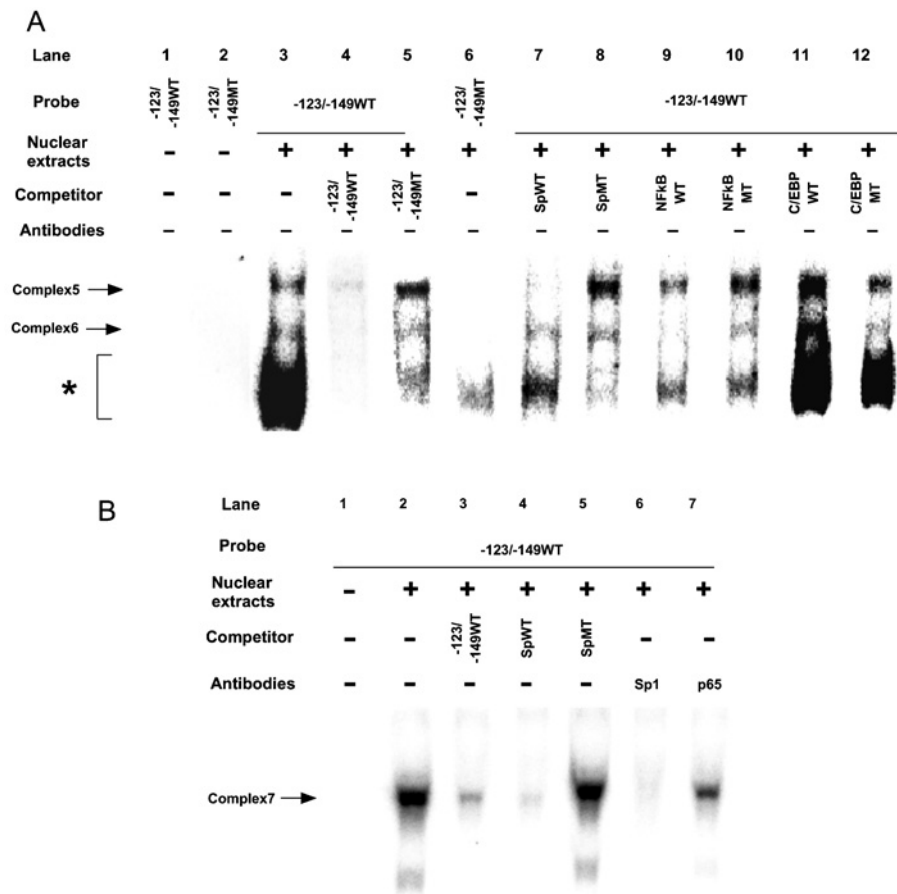 A
Lane 1 2 3 4 5 6 7 8 9 10 11 12
Probe -123/-149WT -123/-149MT -123/-149WT -123/-149MT -123/-149WT
Nuclear extracts - - + + + + + + + + + +
Competitor - - - -123/-149WT -123/-149MT - SpWT SpMT NFkB WT NFkB MT C/EBP WT C/EBP MT
Antibodies - - - - - - - - - - - -
Complex5
Complex6
*
B
Lane 1 2 3 4 5 6 7
Probe -123/-149WT
Nuclear extracts - + + + + + +
Competitor - - -123/-149WT SpWT SpMT - -
Antibodies - - - - - Sp1 p65
Complex7